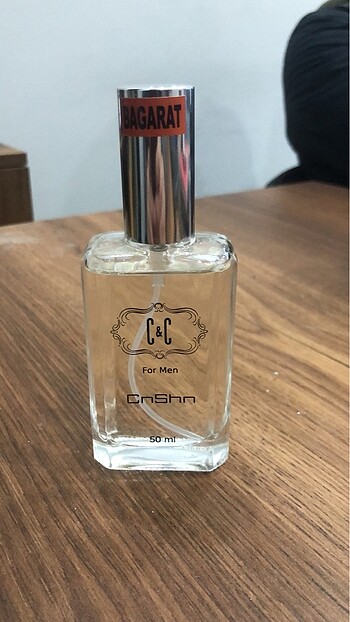 BAGARAT
C&C
For Men
CnShn
50 ml